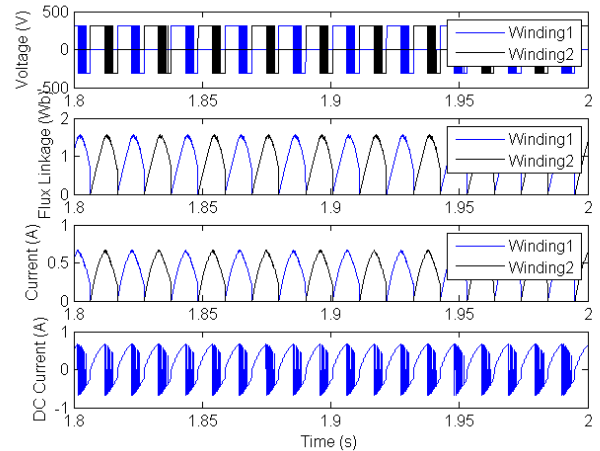 500
0
500
Voltage (V)
Winding1
Winding2
1.8
1.85
1.9
1.95
2
2
1
0
Flux Linkage (Wb)
Winding1
Winding2
1.8
1.85
1.9
1.95
2
1
0.5
0
Current (A)
Winding1
Winding2
1.8
1.85
1.9
1.95
2
1
0
-1
DC Current (A)
1.8
1.85
1.9
1.95
2
Time (s)